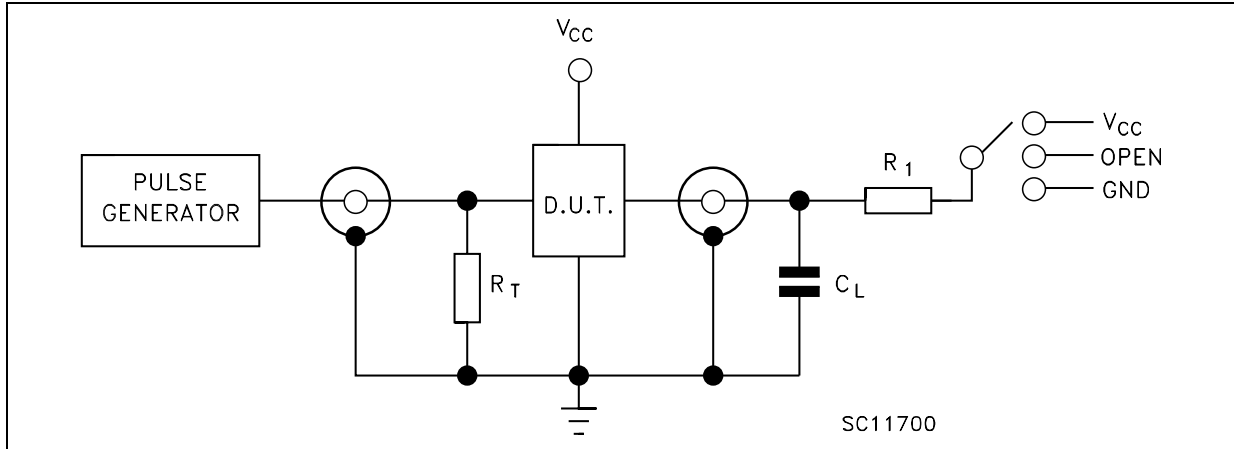 VCC
PULSE
GENERATOR
D.U.T.
RT
CL
R1
VCC
OPEN
GND
SC11700